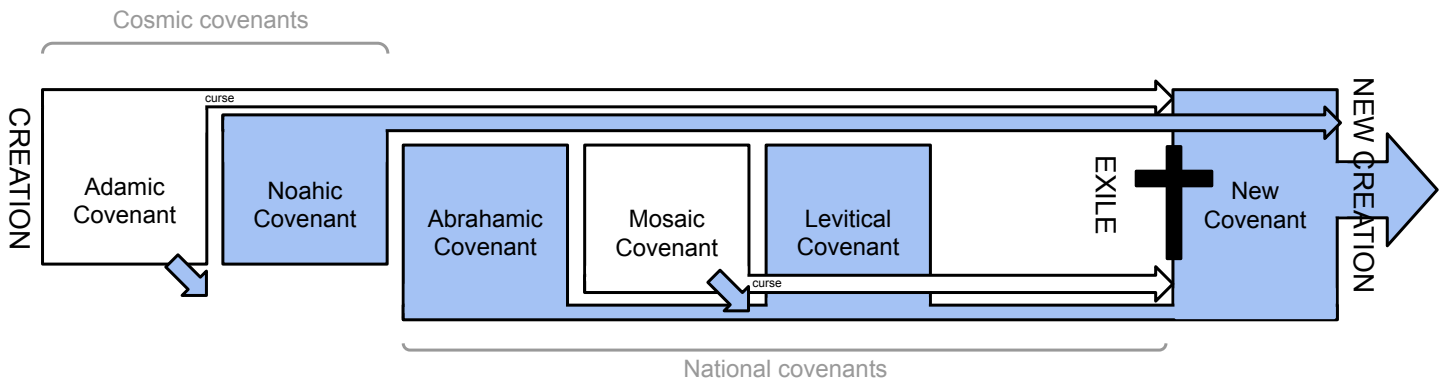 Cosmic covenants
CREATION
Adamic
Covenant
curse
Noahic
Covenant
Abrahamic
Covenant
Mosaic
Covenant
curse
Levitical
Covenant
EXILE
New
Covenant
NEW CREATION
National covenants